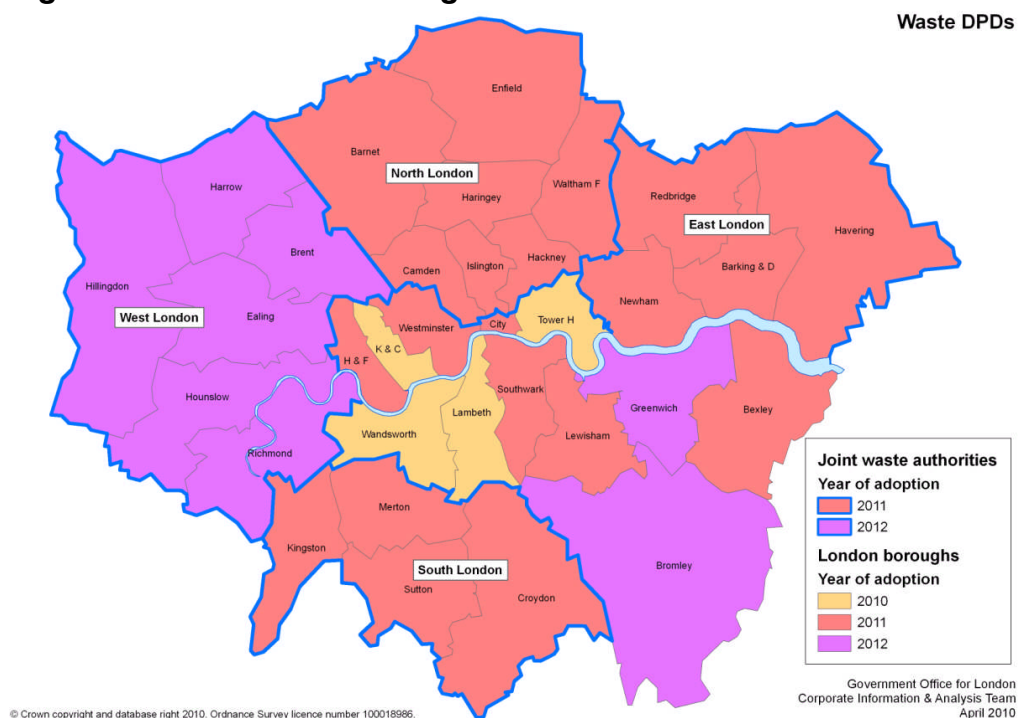 Waste DPDs
Enfield
Barnet
North London
Waltham F
Haringey
Redbridge
Harrow
East London
Havering
Brent
Hackney
Islington
Camden
Barking & D
Hillingdon
Newham
West London
Ealing
Tower H
City
Westminster
K & C
H & F
Southwark
Hounslow
Greenwich
Bexley
Lambeth
Wandsworth
Lewisham
Richmond
Merton
Kingston
South London
Sutton
Croydon
Bromley
Joint waste authorities
Year of adoption
2011
2012
London boroughs
Year of adoption
2010
2011
2012
Government Office for London
Corporate Information & Analysis Team
April 2010
© Crown copyright and database right 2010. Ordnance Survey licence number 100018986.